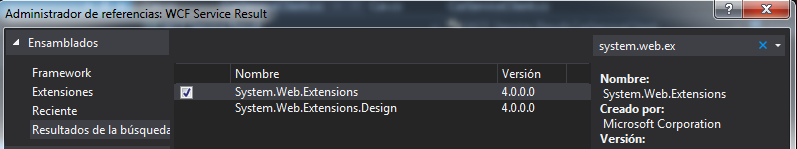 Administrador de referencias: WCF Service Result
Ensamblados
Framework
Extensiones
Reciente
Resultados de la búsqueda
Nombre Versión
System.Web.Extensions 4.0.0.0
System.Web.Extensions.Design 4.0.0.0
system.web.ex
Nombre:
System.Web.Extensions
Creado por:
Microsoft Corporation
Versión: